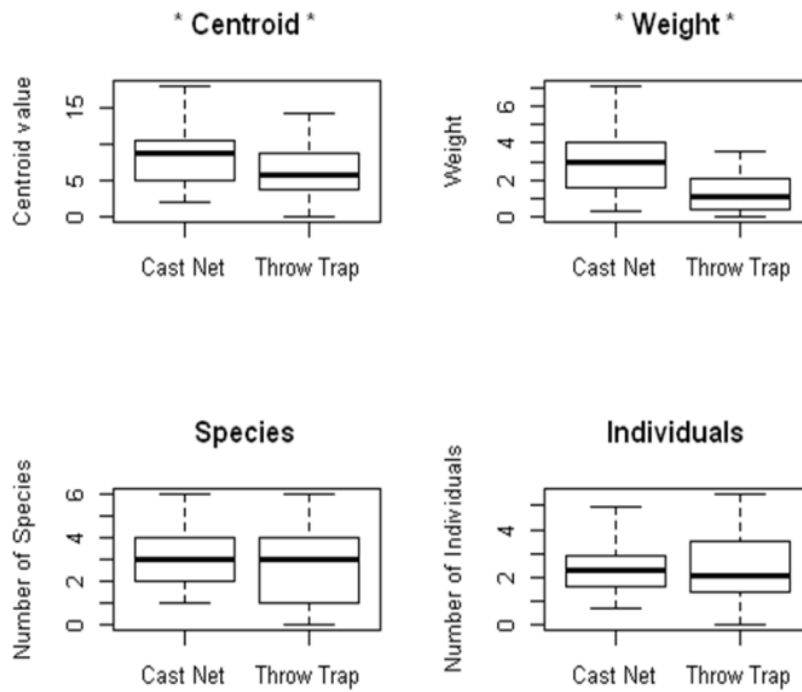 * Centroid *
Centroid value
15
5
0
Cast Net Throw Trap
* Weight *
Weight
6
4
2
0
Cast Net Throw Trap
Species
Number of Species
6
4
2
0
Cast Net Throw Trap
Individuals
Number of Individuals
4
2
0
Cast Net Throw Trap